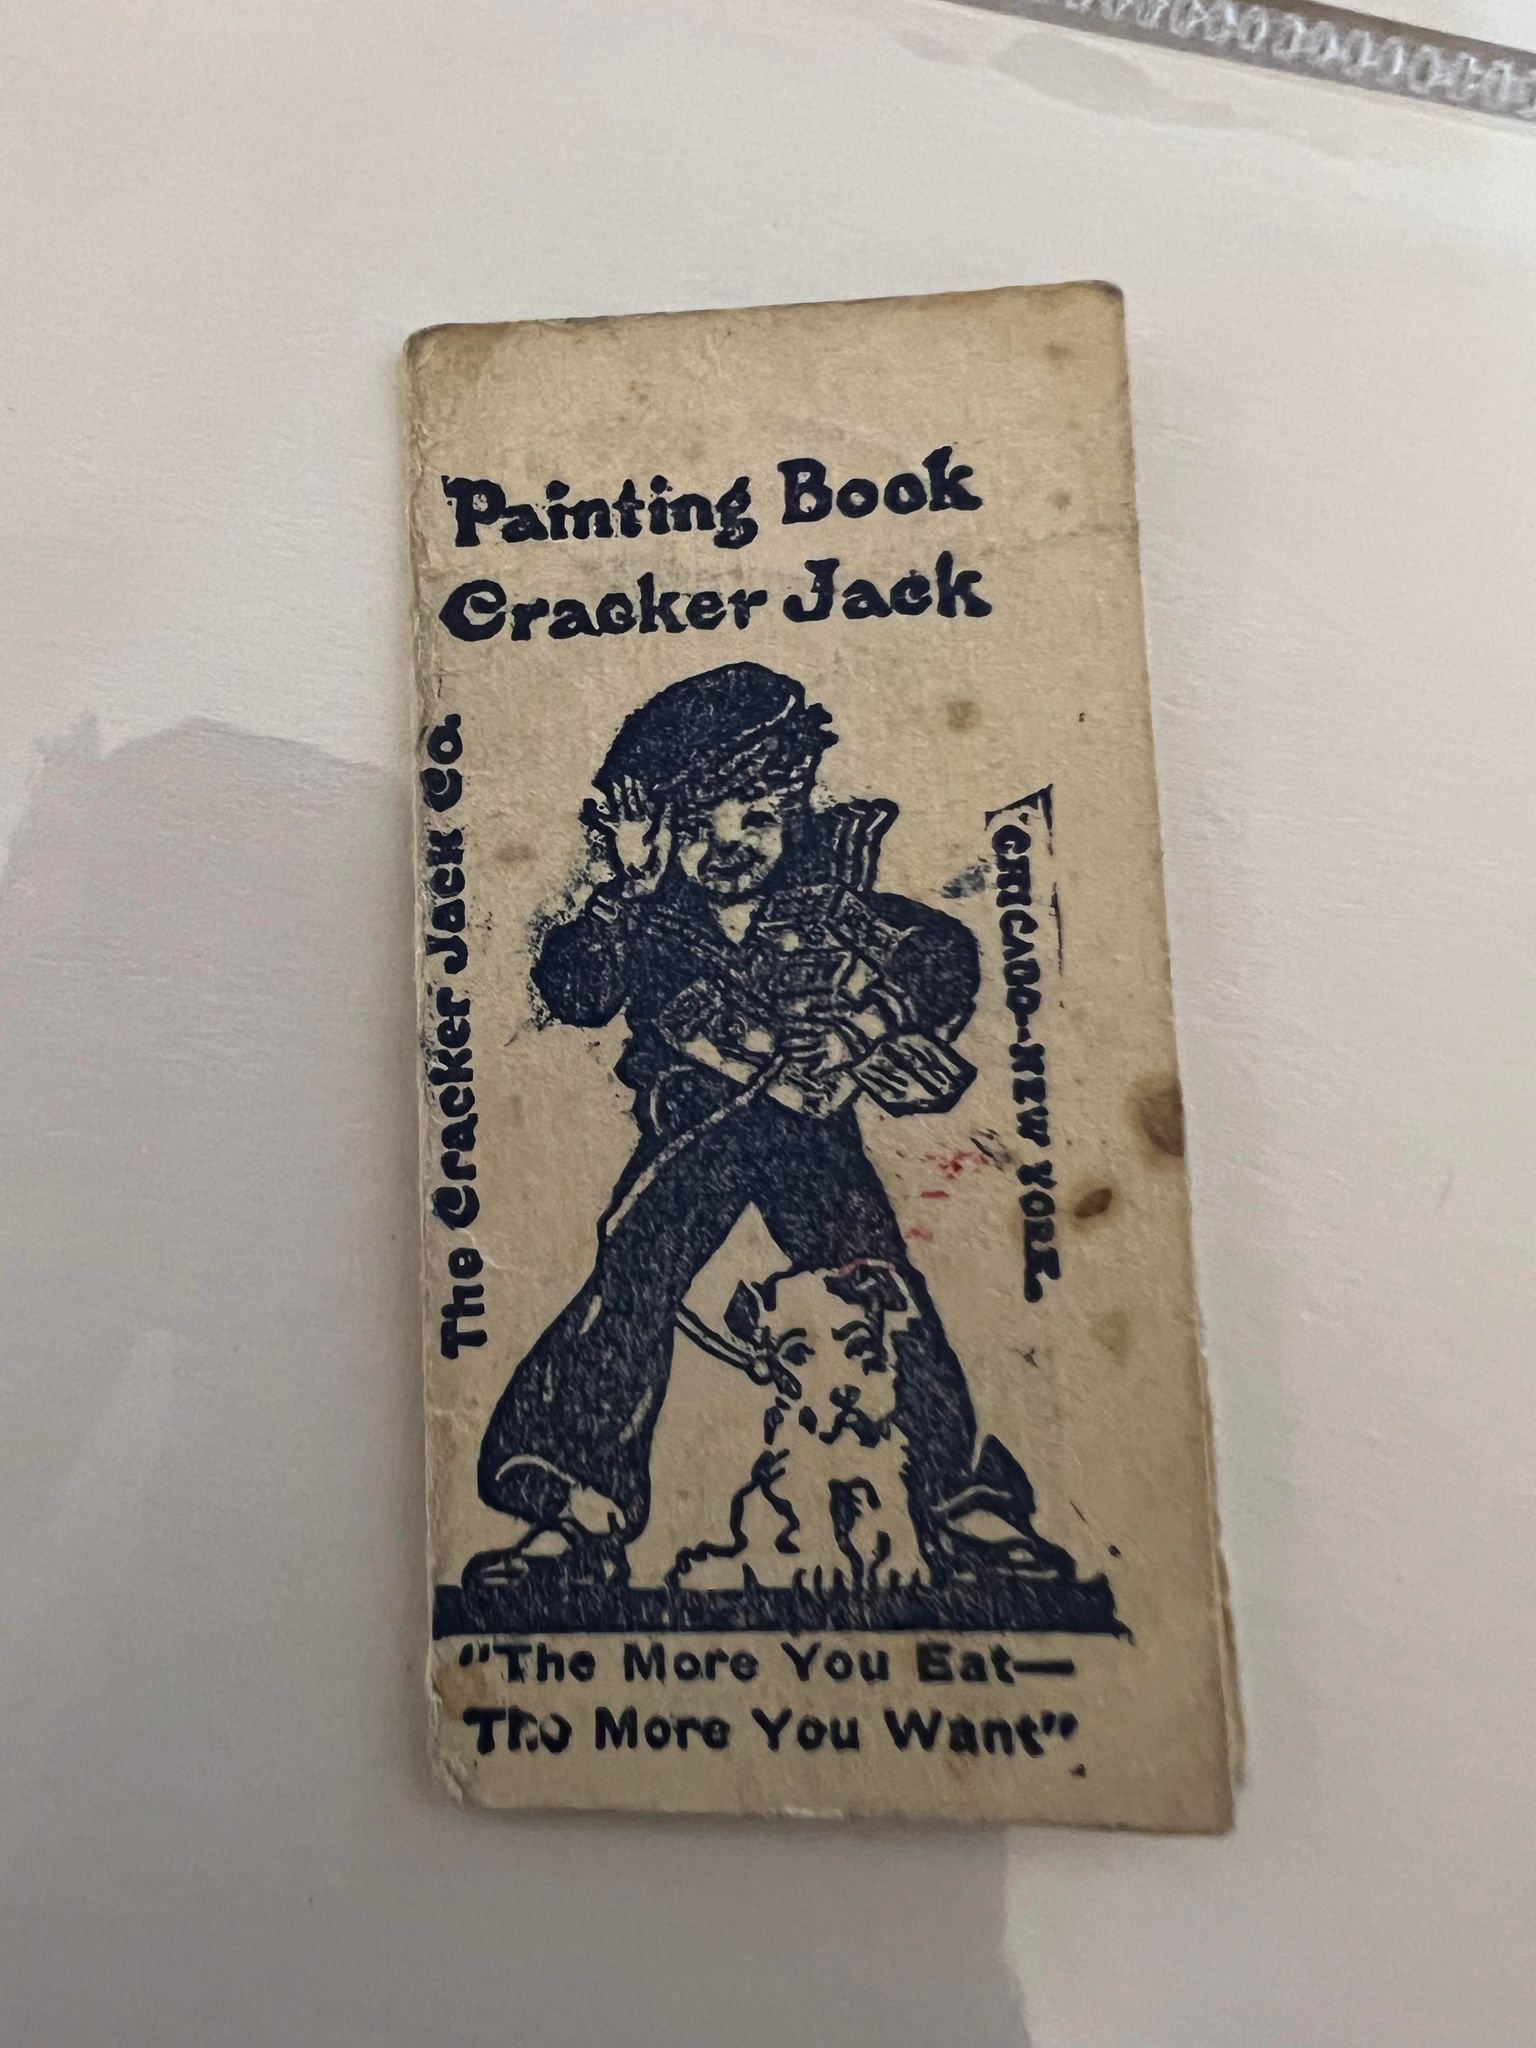 Painting Book
Cracker Jack
The Cracker Jack Co.
CHICAGO--NEW YORK
"The More You Eat—
The More You Want"